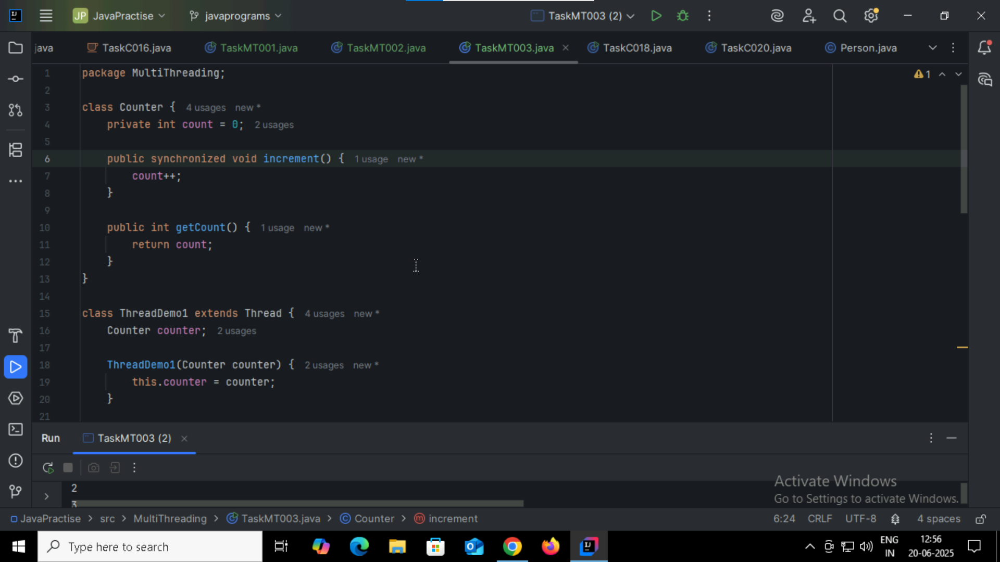 JP JavaPractise javaprograms TaskMT003 (2)
java TaskC016.java TaskMT001.java TaskMT002.java TaskMT003.java TaskC018.java TaskC020.java Person.java
1 package MultiThreading; 1
2
3 class Counter { 4 usages new *
4 private int count = 0; 2 usages
5
6 public synchronized void increment() { 1 usage new *
7 count++;
8 }
9
10 public int getCount() { 1 usage new *
11 return count;
12 }
13 }
14
15 class ThreadDemo1 extends Thread { 4 usages new *
16 Counter counter; 2 usages
17
18 ThreadDemo1(Counter counter) { 2 usages new *
19 this.counter = counter;
20 }
21
Run TaskMT003 (2)
2
3
Activate Windows
Go to Settings to activate Windows.
JavaPractise > src > MultiThreading > TaskMT003.java > Counter > increment 6:24 CRLF UTF-8 4 spaces
Type here to search
ENG
IN
12:56
20-06-2025